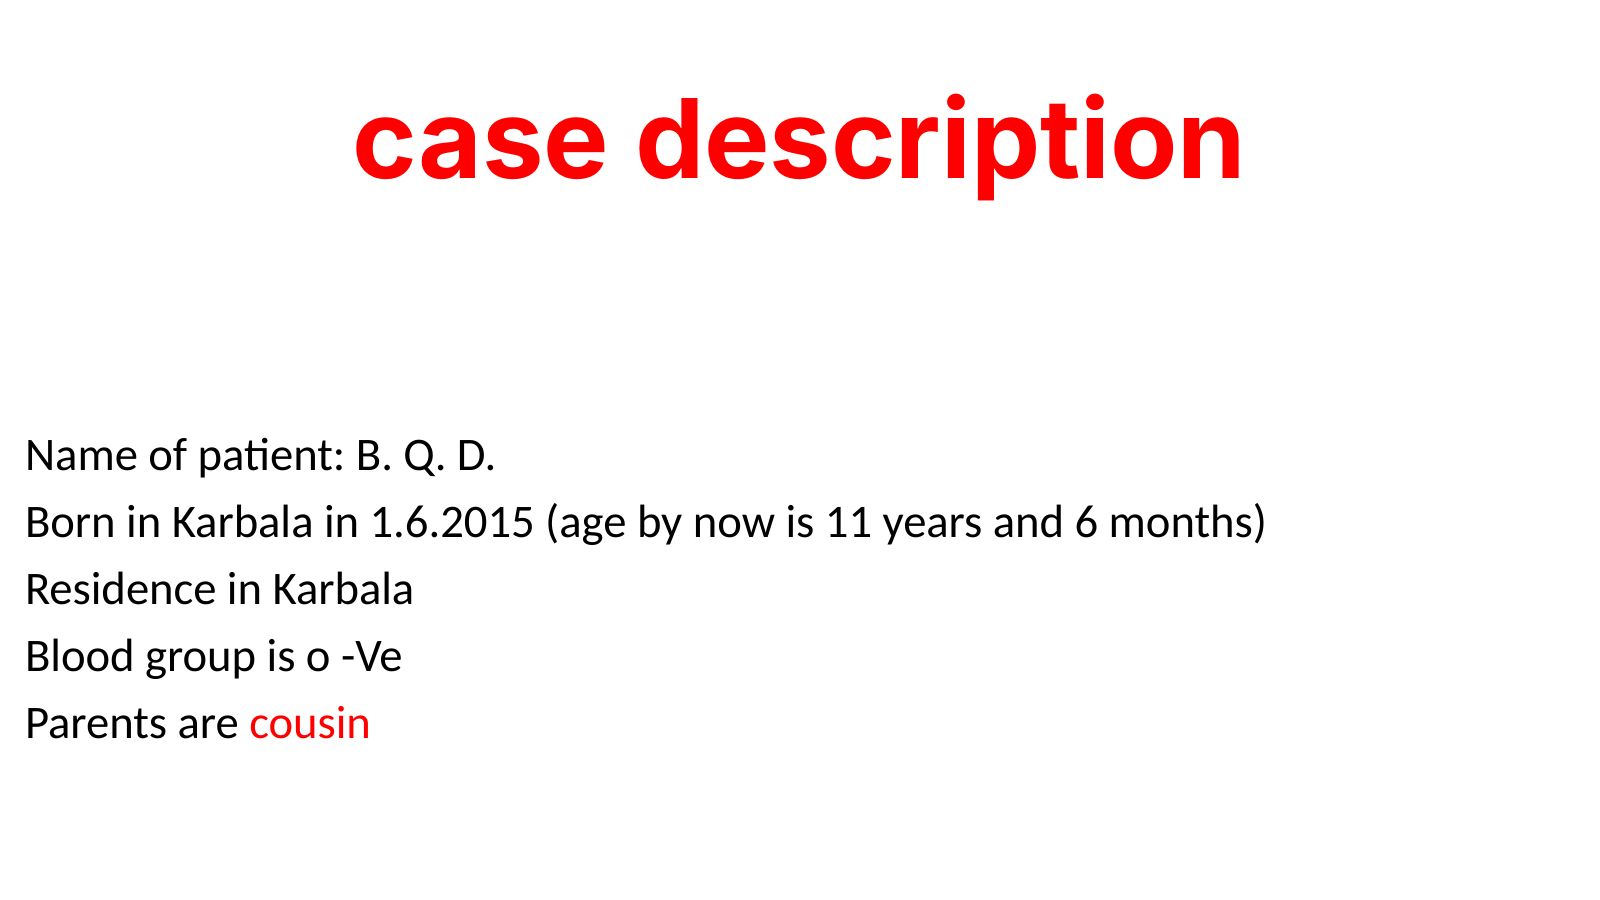 case description
Name of patient: B. Q. D.
Born in Karbala in 1.6.2015 (age by now is 11 years and 6 months)
Residence in Karbala
Blood group is o -Ve
Parents are cousin